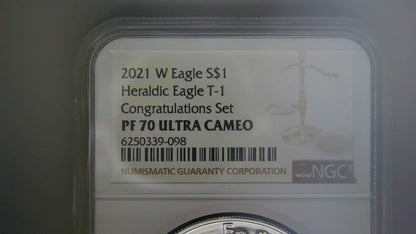 2021 W Eagle S$1
Heraldic Eagle T-1
Congratulations Set
PF 70 ULTRA CAMEO
6250339-098
NUMISMATIC GUARANTY CORPORATION
NGC